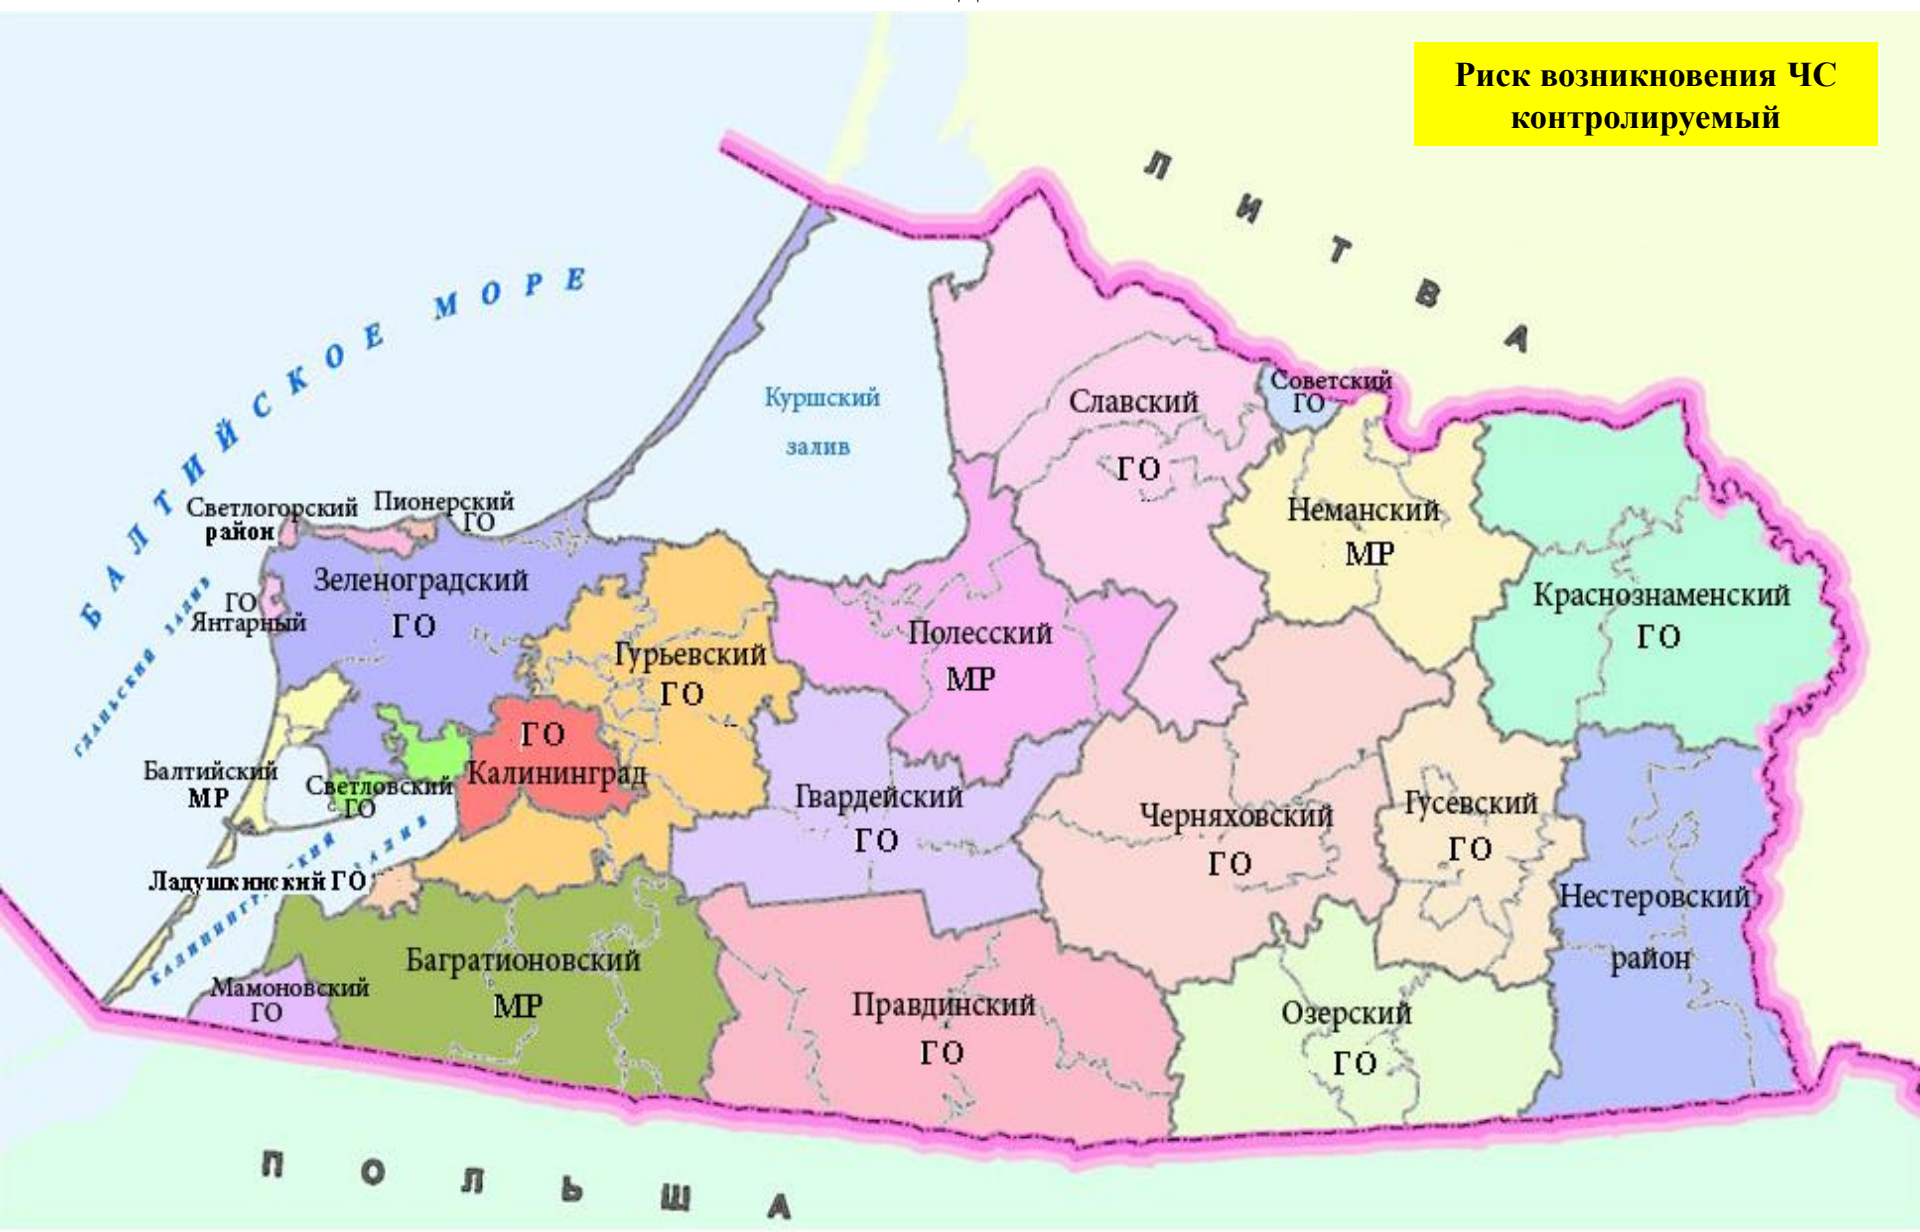 Риск возникновения ЧС
контролируемый
ЛИТВА
БАЛТИЙСКОЕ МОРЕ
Куршский
залив
Славский
ГО
Советский
ГО
Неманский
МР
Краснознаменский
ГО
Светлогорский
район
Пионерский
ГО
Зеленоградский
ГО
ГО
Янтарный
ГДАНЬСКИЙ ЗАЛИВ
Гурьевский
ГО
Полесский
МР
ГО
Калининград
Балтийский
МР
Светловский
ГО
Гвардейский
ГО
Черняховский
ГО
Гусевский
ГО
Нестеровский
район
Ладушкинский ГО
Багратионовский
МР
Мамоновский
ГО
Правдинский
ГО
Озерский
ГО
ПОЛЬША